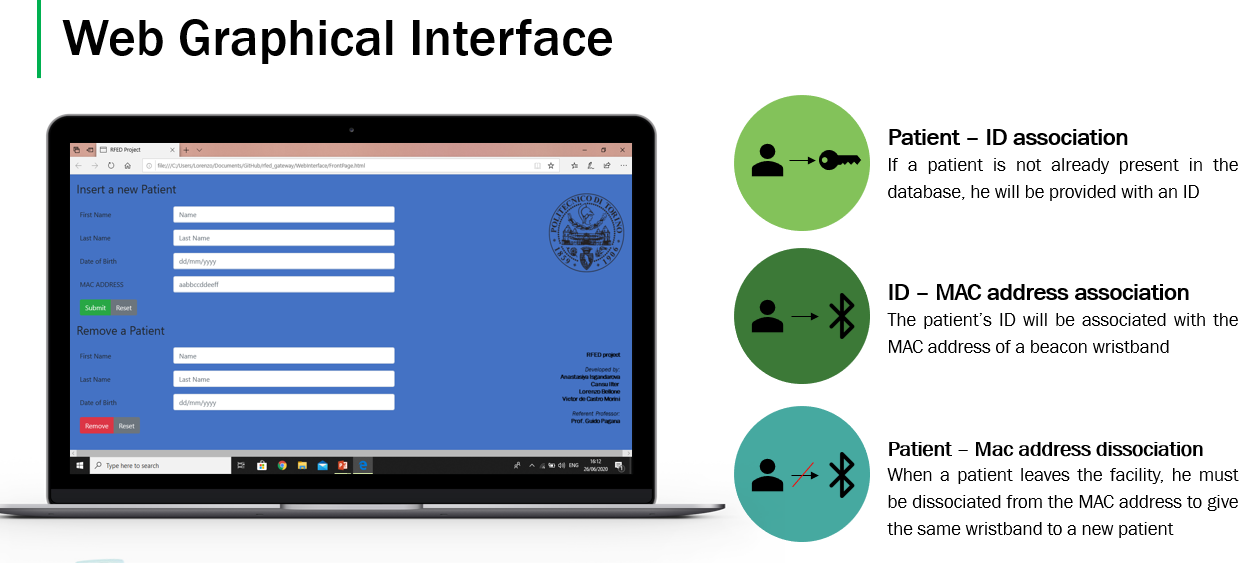 Web Graphical Interface
RFED Project
file:///C:/Users/Lorenzo/Documents/GitHub/rfed_gateway/WebInterface/FrontPage.html
Insert a new Patient
First Name
Name
Last Name
Last Name
Date of Birth
dd/mm/yyyy
MAC ADDRESS
aabbccddeeff
Submit
Reset
Remove a Patient
First Name
Name
Last Name
Last Name
Date of Birth
dd/mm/yyyy
Remove
Reset
POLITECNICO DI TORINO
1859
1906
RFED project
Developed by:
Lorenzo Bellone
Victor de Castro Morini
Referent Professor:
Prof. Guido Pagana
Type here to search
ENG
16:12
26/06/2020
Patient – ID association
If a patient is not already present in the
database, he will be provided with an ID
ID – MAC address association
The patient's ID will be associated with the
MAC address of a beacon wristband
Patient – Mac address dissociation
When a patient leaves the facility, he must
be dissociated from the MAC address to give
the same wristband to a new patient